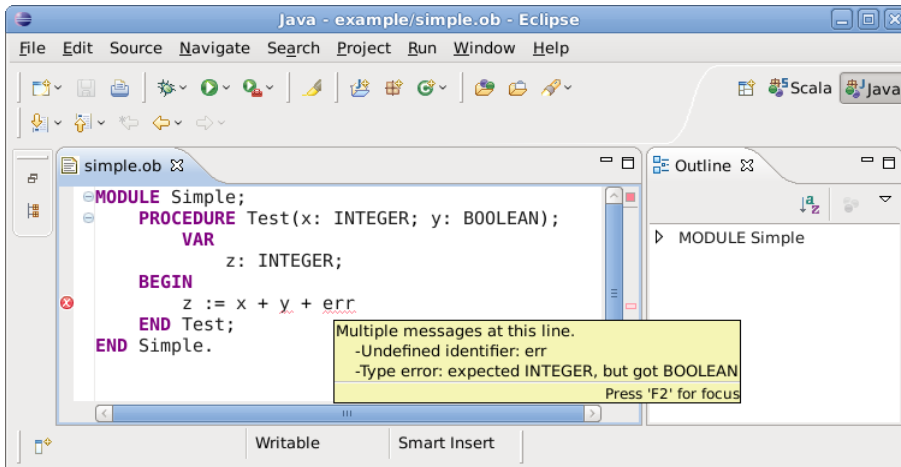 Java - example/simple.ob - Eclipse
File Edit Source Navigate Search Project Run Window Help
Scala Java
simple.ob
Outline
MODULE Simple;
PROCEDURE Test(x: INTEGER; y: BOOLEAN);
VAR
z: INTEGER;
BEGIN
z := x + y + err
END Test;
END Simple.
Multiple messages at this line.
-Undefined identifier: err
-Type error: expected INTEGER, but got BOOLEAN
Press 'F2' for focus
MODULE Simple
Writable Smart Insert